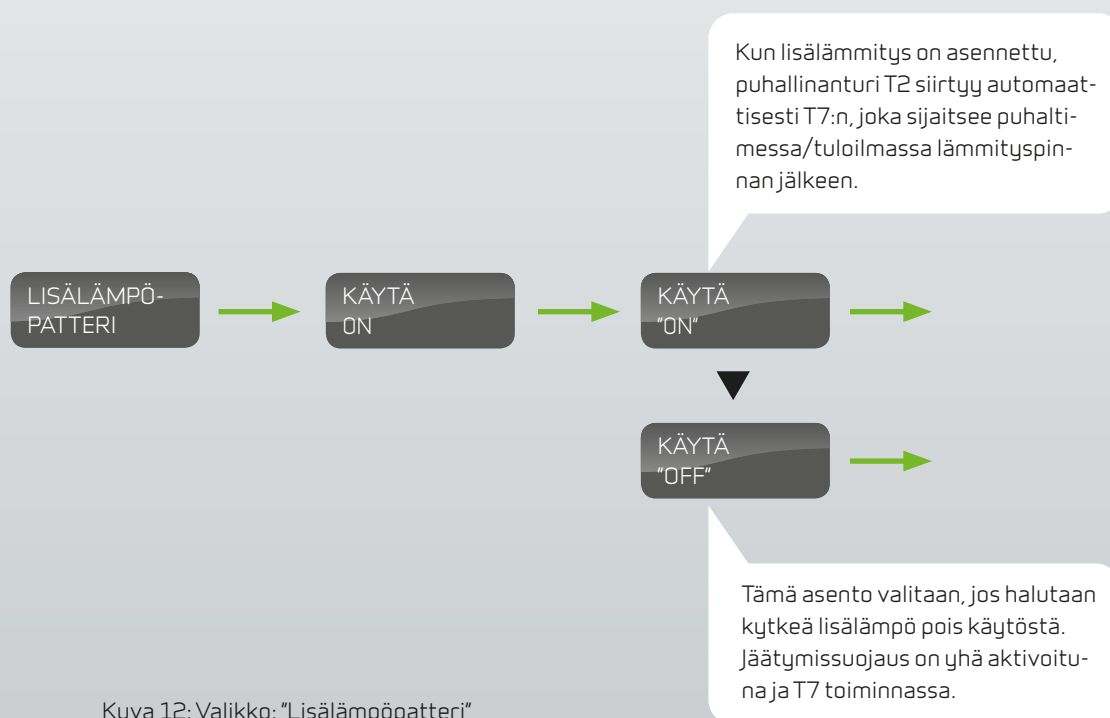 Kun lisälämmitys on asennettu,
puhallinanturi T2 siirtyy automaat-
tisesti T7:n, joka sijaitsee puhalti-
messa/tuloilmassa lämmityspin-
nan jälkeen.
LISÄLÄMPÖ-
PATTERI
KÄYTÄ
ON
KÄYTÄ
"ON"
KÄYTÄ
"OFF"
Tämä asento valitaan, jos halutaan
kytkeä lisälämpö pois käytöstä.
Jäätymissuojaus on yhä aktivoitu-
na ja T7 toiminnassa.
Kuva 12: Valikko: "Lisälämpöpatteri"